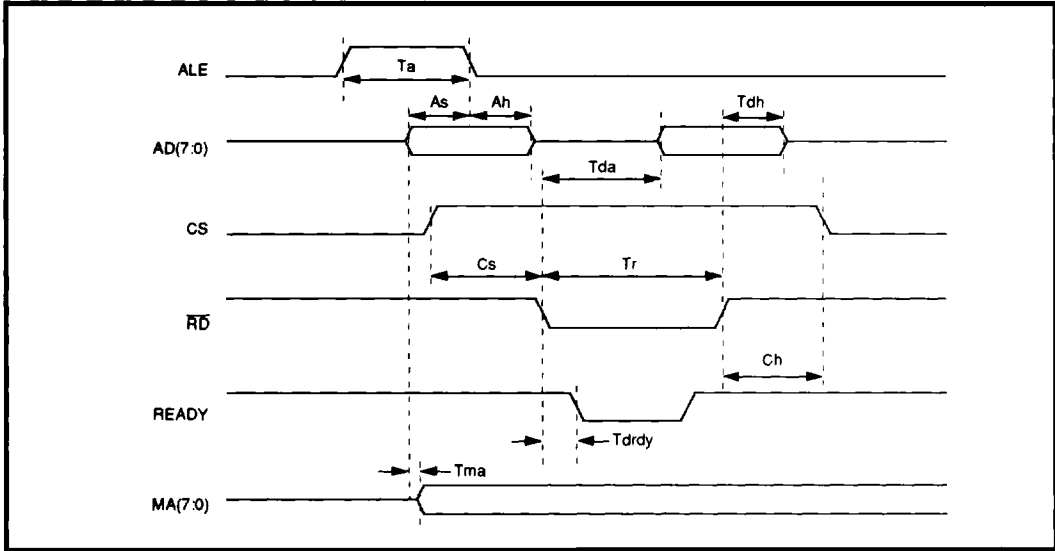 ALE
Ta
As Ah Tdh
AD(7:0)
Tda
CS
Cs Tr
RD
Ch
READY
Tdrdy
Tma
MA(7:0)